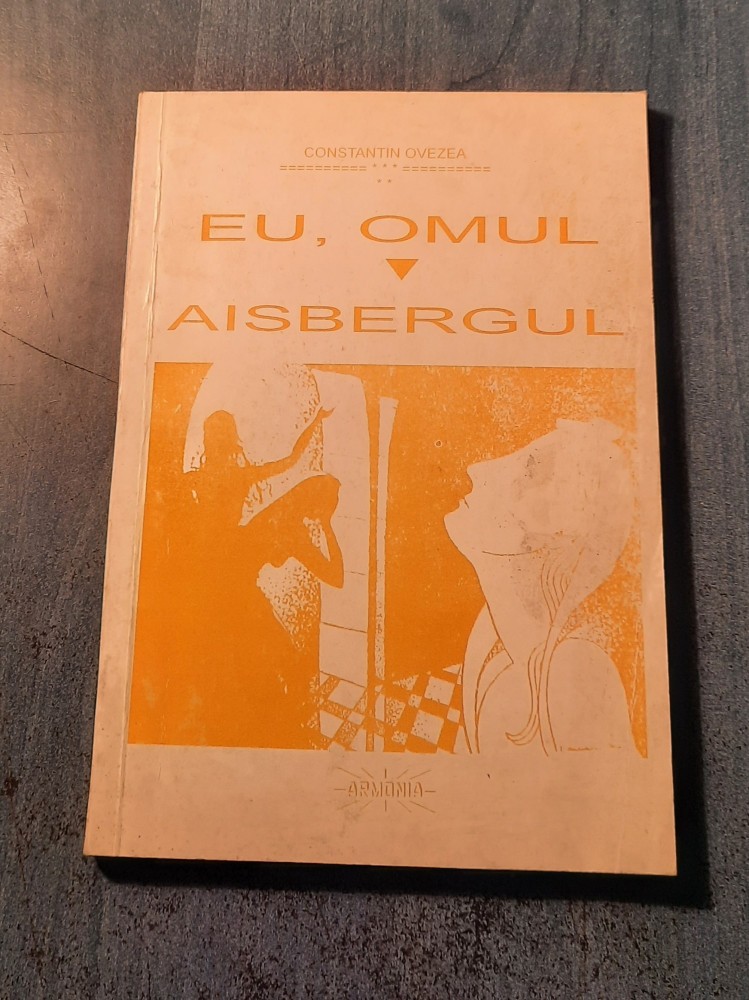 CONSTANTIN OVEZEA
========== * * * ==========
* *
EU, OMUL
AISBERGUL
ARMONIA